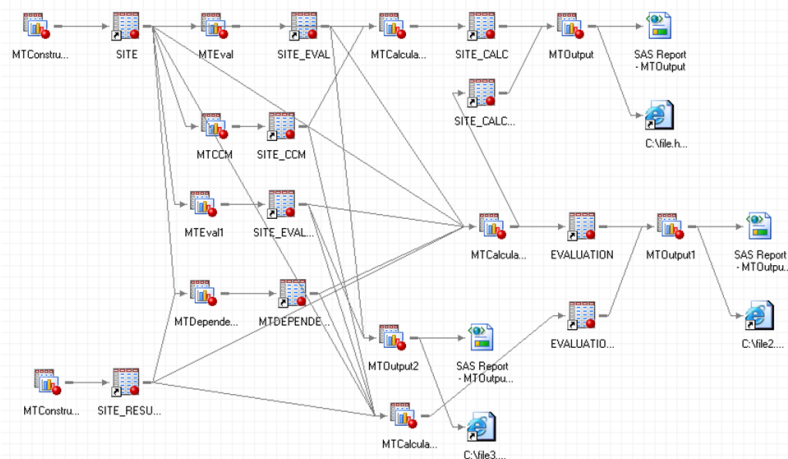 MTConstru...
SITE
MTEval
SITE_EVAL
MTCalcula...
SITE_CALC
MTOutput
SAS Report
- MTOutput
SITE_CALC...
C:\file.h...
MTCCM
SITE_CCM
MTEval1
SITE_EVAL...
MTCalcula...
EVALUATION
MTOutput1
SAS Report
- MTOutpu...
MTDepende...
MTDEPENDE...
EVALUATIO...
C:\file2....
MTOutput2
SAS Report
- MTOutpu...
MTConstru...
SITE_RESU...
MTCalcula...
C:\file3....